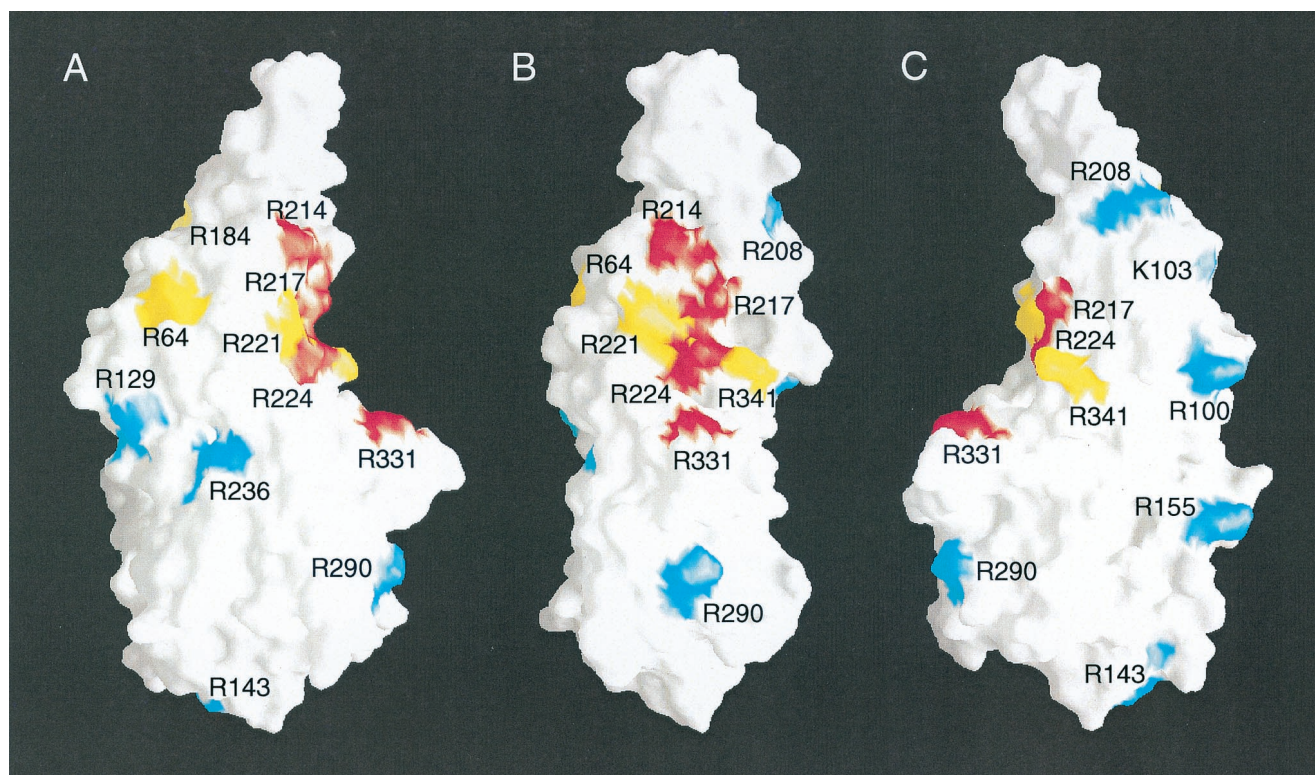 A
R214
R184
R217
R64
R221
R129
R224
R331
R236
R290
R143
B
R214
R208
R64
R217
R221
R224
R341
R331
R290
C
R208
K103
R217
R224
R341
R100
R331
R155
R290
R143